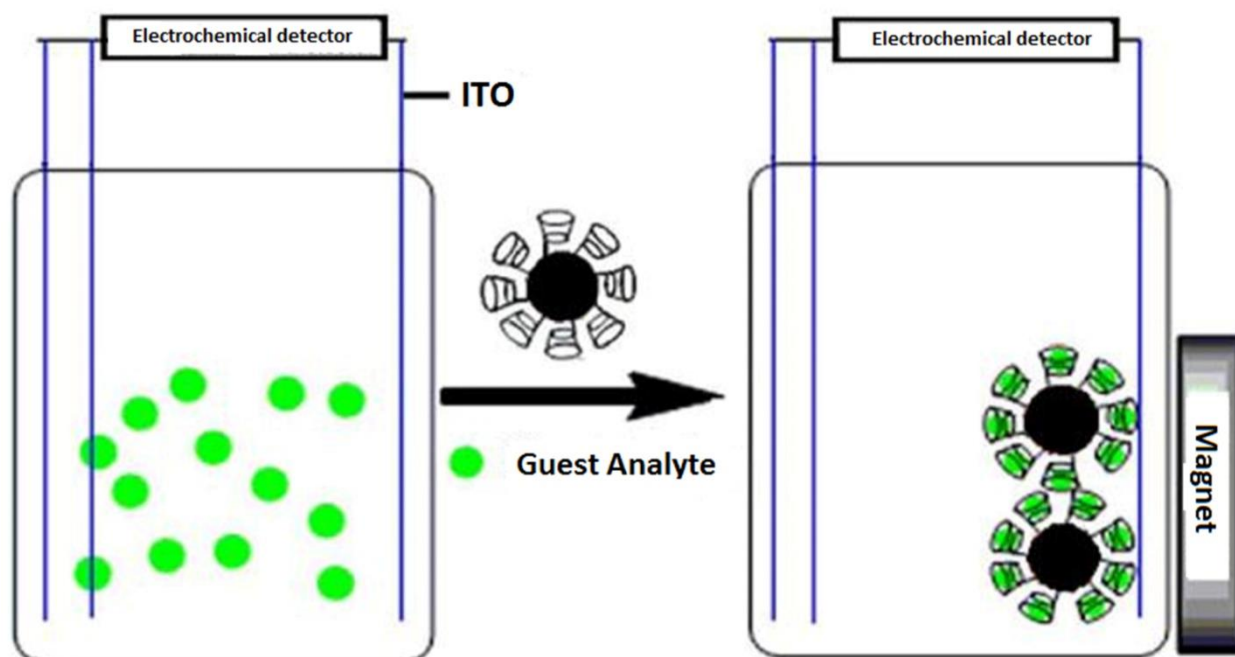 Electrochemical detector
Electrochemical detector
ITO
Guest Analyte
Magnet